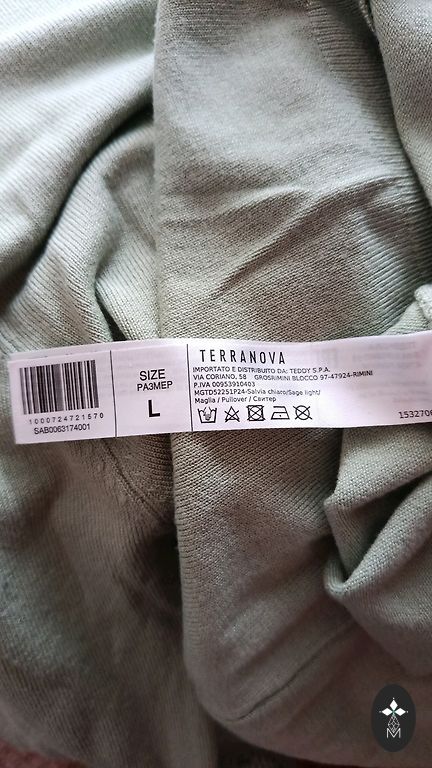 1000724721570
SAB0063174001
SIZE
РАЗМЕР
L
TERRANOVA
IMPORTATO E DISTRIBUITO DA: TEDDY S.P.A.
VIA CORIANO, 58 GROSRIMINI BLOCCO 97-47924-RIMINI
P.IVA 00953910403
MGTD52251P24-Salvia chiaro/Sage light/
Maglia / Pullover / Свитер